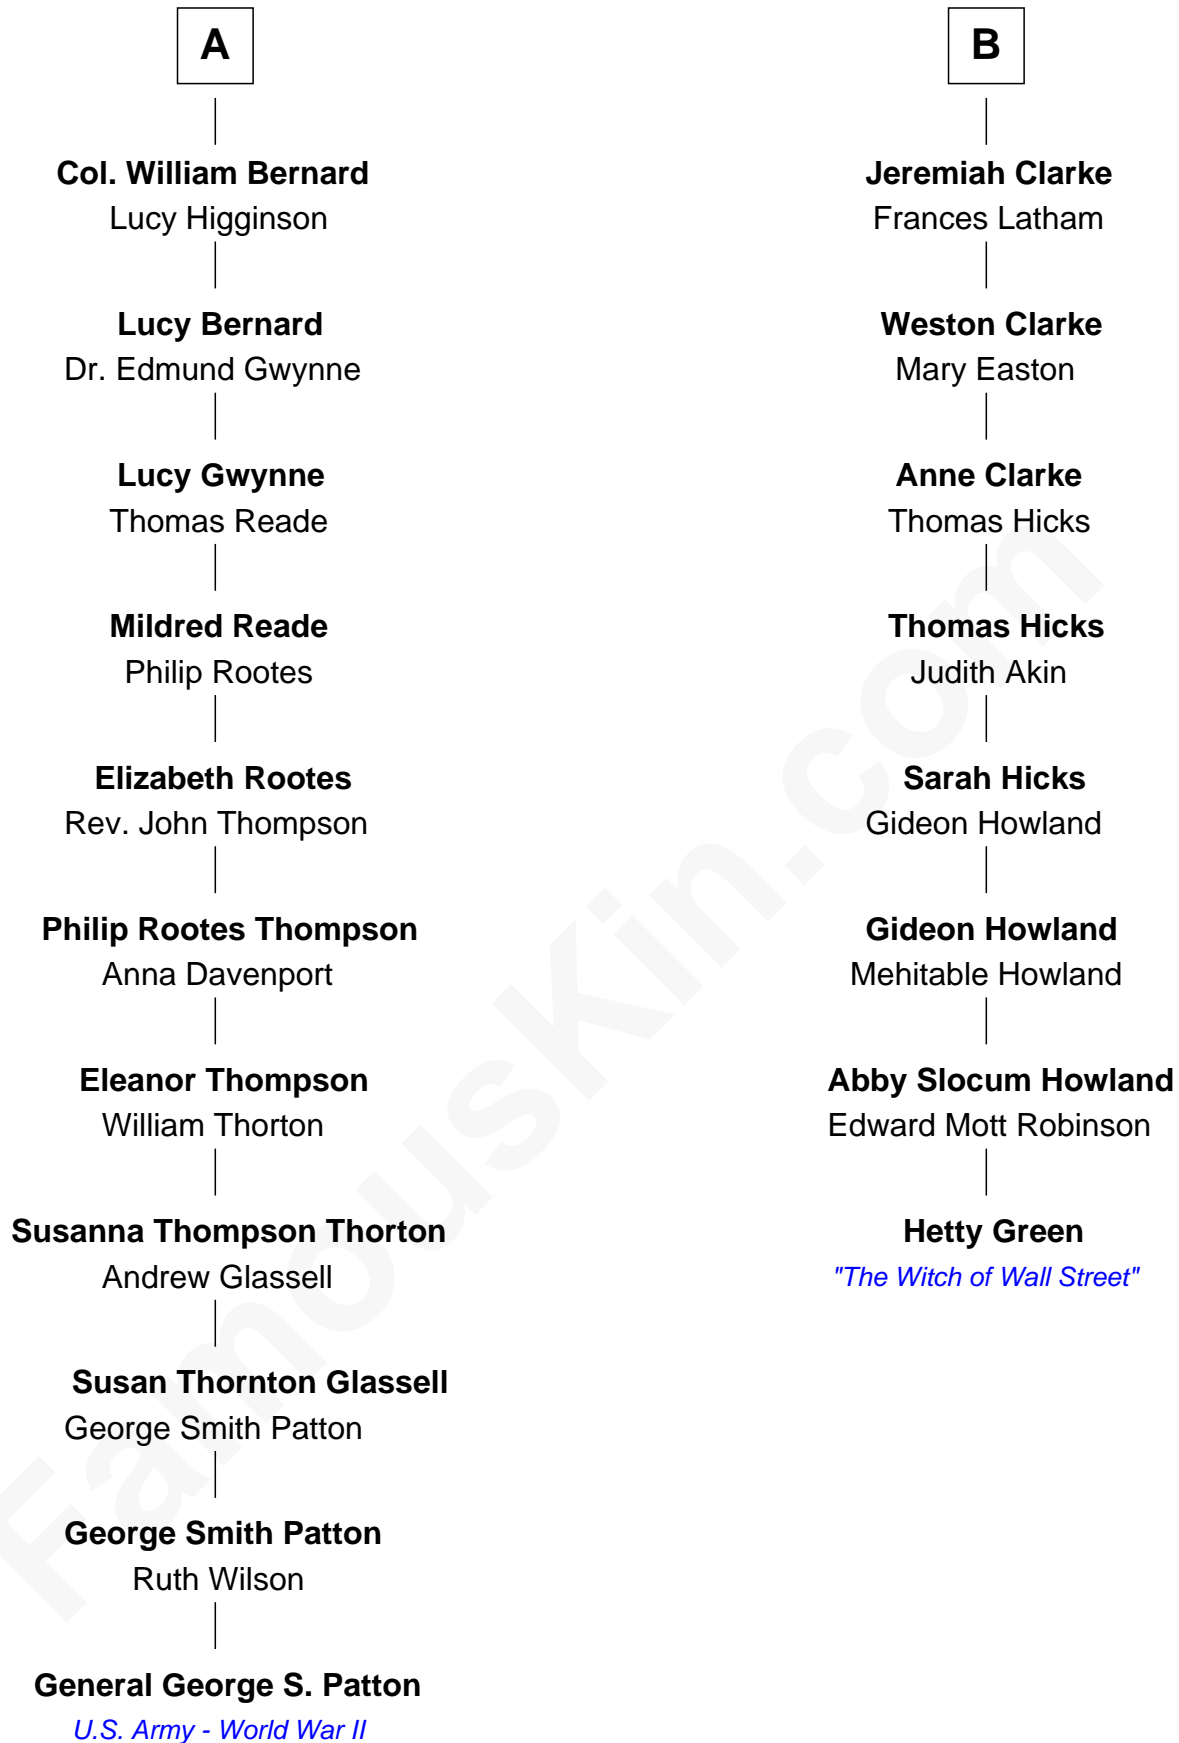 A
Col. William Bernard
Lucy Higginson
Lucy Bernard
Dr. Edmund Gwynne
Lucy Gwynne
Thomas Reade
Mildred Reade
Philip Rootes
Elizabeth Rootes
Rev. John Thompson
Philip Rootes Thompson
Anna Davenport
Eleanor Thompson
William Thorton
Susanna Thompson Thorton
Andrew Glassell
Susan Thornton Glassell
George Smith Patton
George Smith Patton
Ruth Wilson
General George S. Patton
U.S. Army - World War II
B
Jeremiah Clarke
Frances Latham
Weston Clarke
Mary Easton
Anne Clarke
Thomas Hicks
Thomas Hicks
Judith Akin
Sarah Hicks
Gideon Howland
Gideon Howland
Mehitable Howland
Abby Slocum Howland
Edward Mott Robinson
Hetty Green
"The Witch of Wall Street"
FamousKin.com